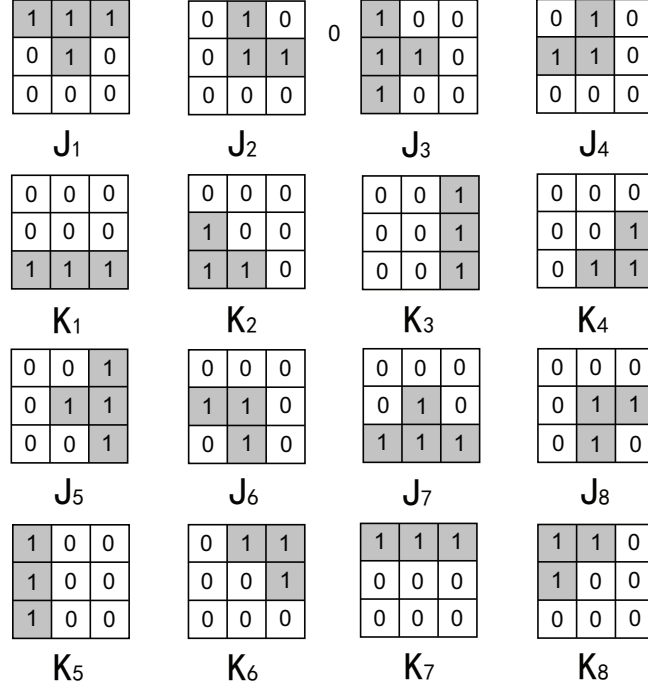 1 1 1 0 1 0 1 0 0 0 1 0
0 1 0 0 1 1 0 1 1 0 1 1 0
0 0 0 0 0 0 1 0 0 0 0 0
J1 J2 J3 J4
0 0 0 0 0 0 0 0 1 0 0 0
0 0 0 1 0 0 0 0 1 0 0 1
1 1 1 1 1 0 0 0 1 0 1 1
K1 K2 K3 K4
0 0 1 0 0 0 0 0 0 0 0 0
0 1 1 1 1 0 0 1 0 0 1 1
0 0 1 0 1 0 1 1 1 0 1 0
J5 J6 J7 J8
1 0 0 0 1 1 1 1 1 1 1 0
1 0 0 0 0 1 0 0 0 1 0 0
1 0 0 0 0 0 0 0 0 0 0 0
K5 K6 K7 K8